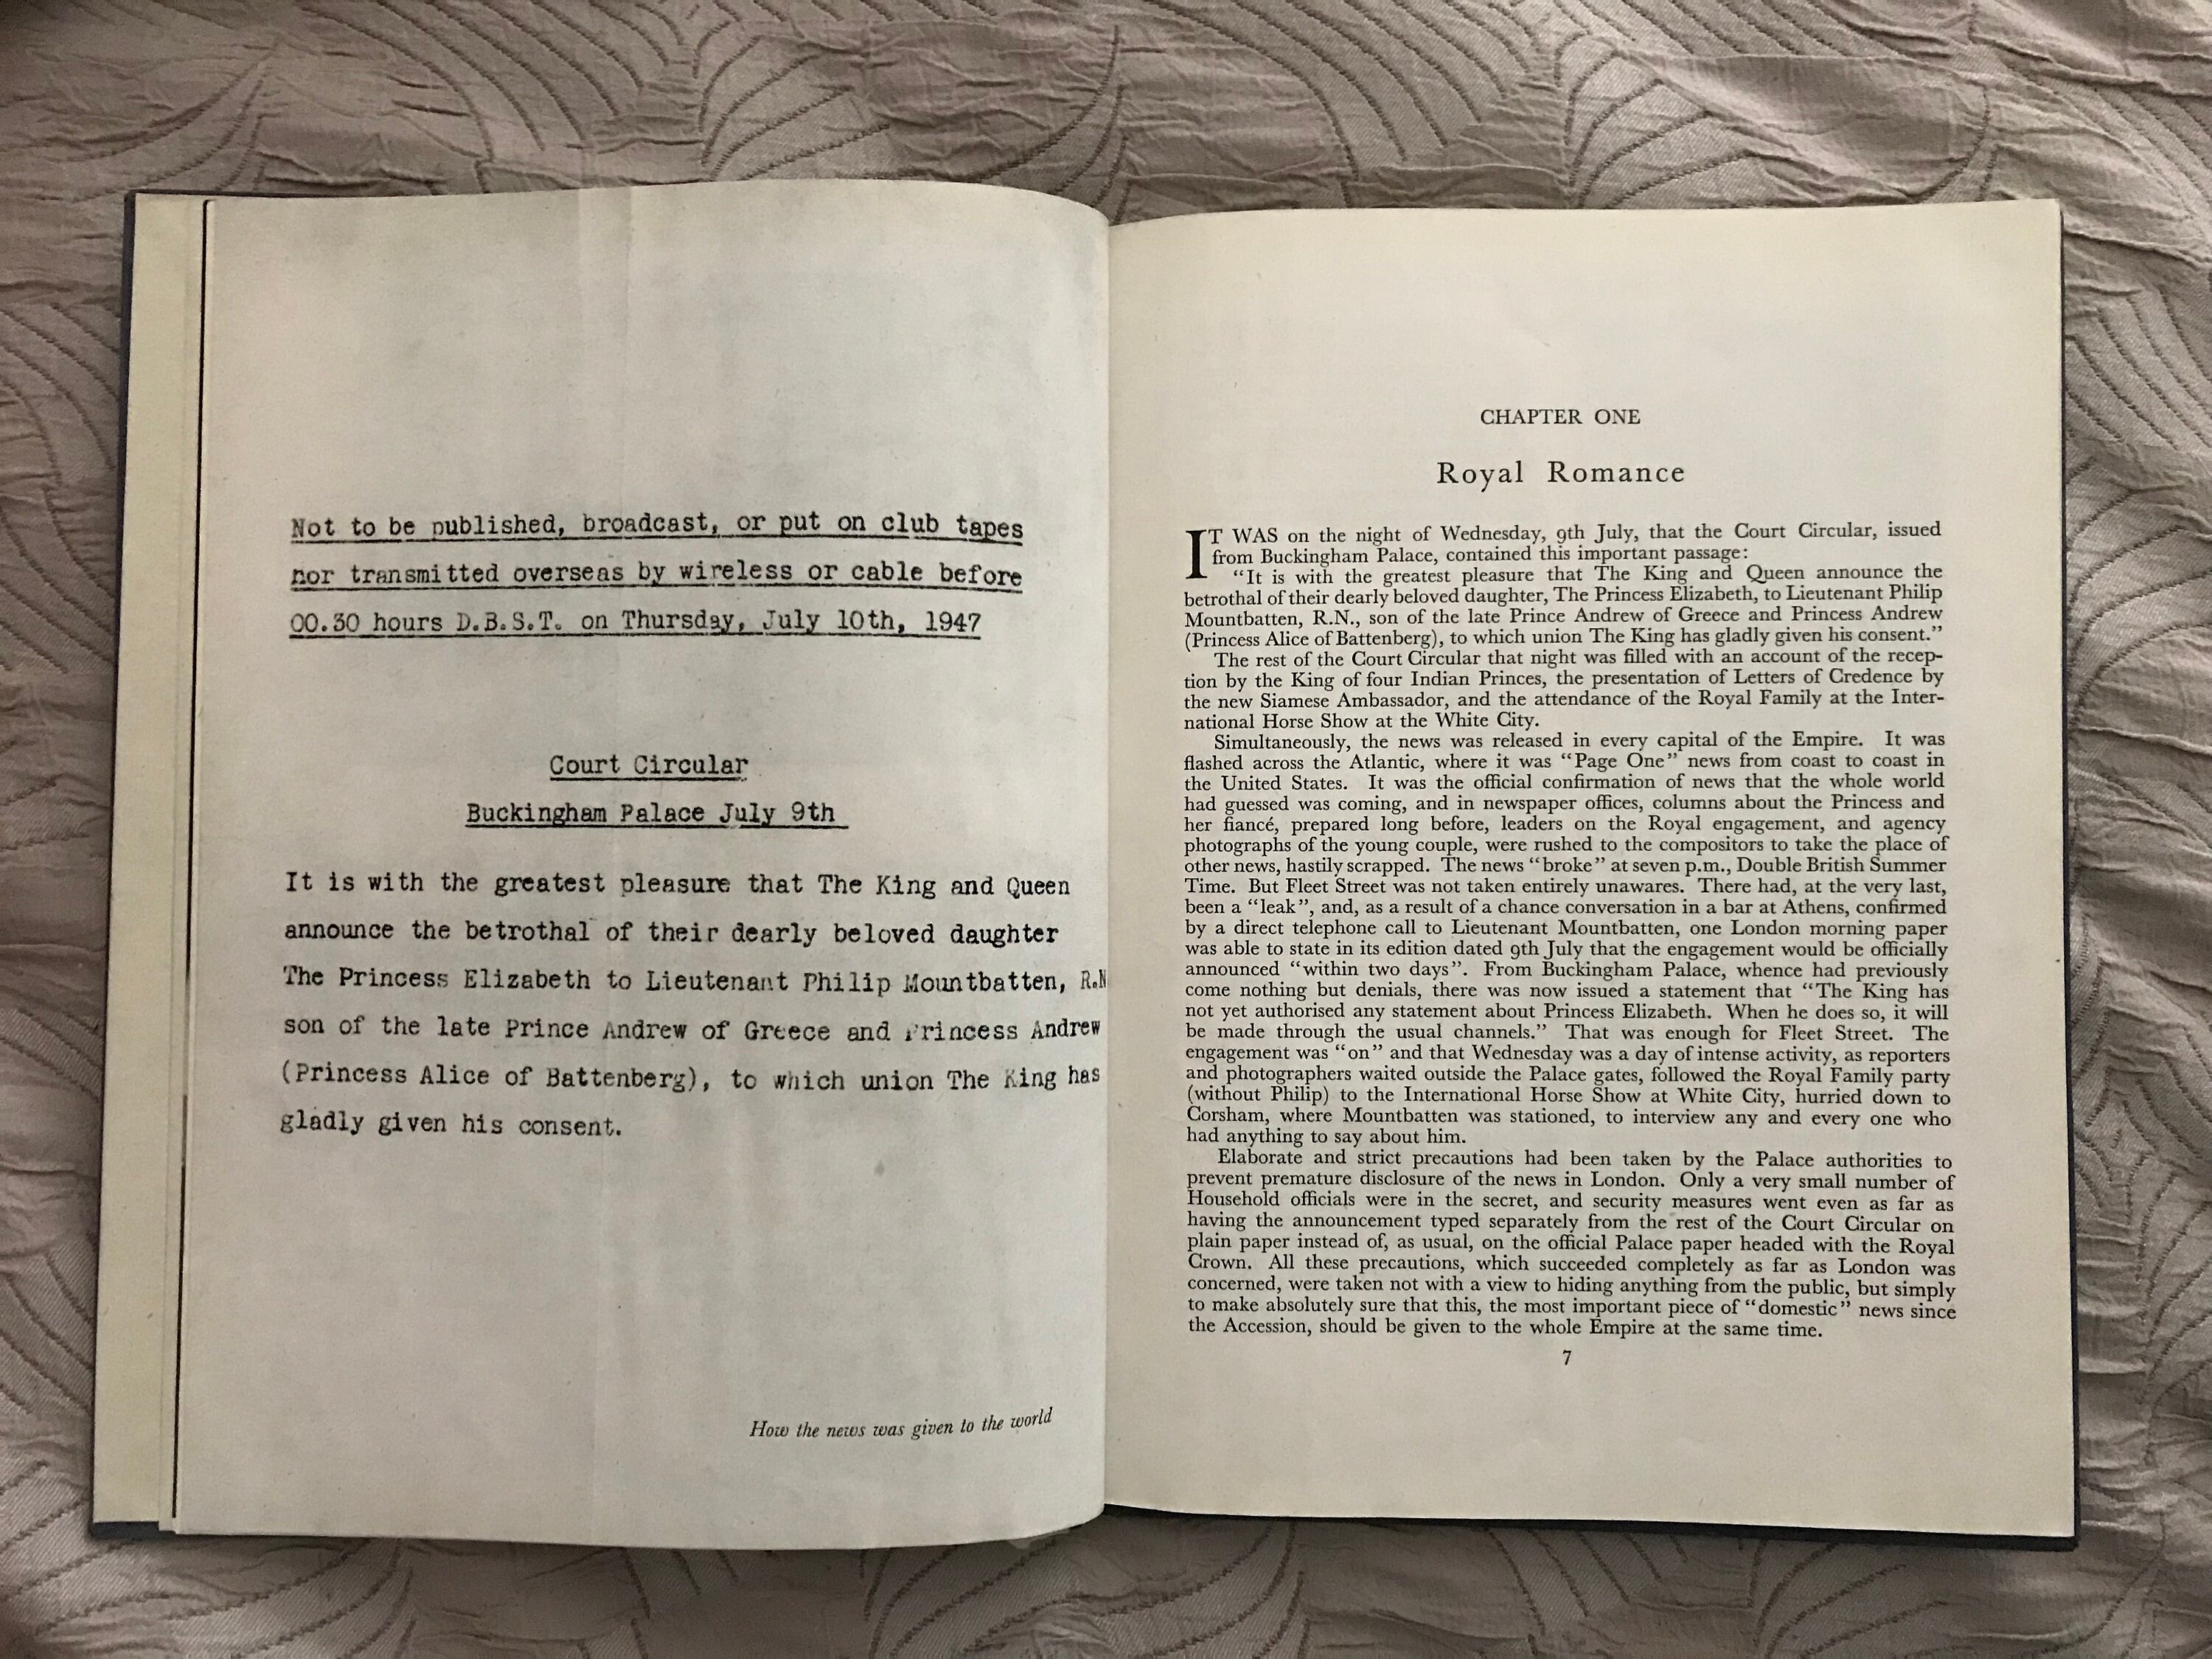 Not to be published, broadcast, or put on club tapes
nor transmitted overseas by wireless or cable before
00.30 hours D.B.S.T. on Thursday, July 10th, 1947
Court Circular
Buckingham Palace July 9th
It is with the greatest pleasure that The King and Queen
announce the betrothal of their dearly beloved daughter
The Princess Elizabeth to Lieutenant Philip Mountbatten, R.N
son of the late Prince Andrew of Greece and Princess Andrew
(Princess Alice of Battenberg), to which union The King has
gladly given his consent.
How the news was given to the world
CHAPTER ONE
Royal Romance
IT WAS on the night of Wednesday, 9th July, that the Court Circular, issued
from Buckingham Palace, contained this important passage:
"It is with the greatest pleasure that The King and Queen announce the
betrothal of their dearly beloved daughter, The Princess Elizabeth, to Lieutenant Philip
Mountbatten, R.N., son of the late Prince Andrew of Greece and Princess Andrew
(Princess Alice of Battenberg), to which union The King has gladly given his consent."
The rest of the Court Circular that night was filled with an account of the recep-
tion by the King of four Indian Princes, the presentation of Letters of Credence by
the new Siamese Ambassador, and the attendance of the Royal Family at the Inter-
national Horse Show at the White City.
Simultaneously, the news was released in every capital of the Empire. It was
flashed across the Atlantic, where it was "Page One" news from coast to coast in
the United States. It was the official confirmation of news that the whole world
had guessed was coming, and in newspaper offices, columns about the Princess and
her fiancé, prepared long before, leaders on the Royal engagement, and agency
photographs of the young couple, were rushed to the compositors to take the place of
other news, hastily scrapped. The news "broke" at seven p.m., Double British Summer
Time. But Fleet Street was not taken entirely unawares. There had, at the very last,
been a "leak", and, as a result of a chance conversation in a bar at Athens, confirmed
by a direct telephone call to Lieutenant Mountbatten, one London morning paper
was able to state in its edition dated 9th July that the engagement would be officially
announced "within two days". From Buckingham Palace, whence had previously
come nothing but denials, there was now issued a statement that "The King has
not yet authorised any statement about Princess Elizabeth. When he does so, it will
be made through the usual channels." That was enough for Fleet Street. The
engagement was "on" and that Wednesday was a day of intense activity, as reporters
and photographers waited outside the Palace gates, followed the Royal Family party
(without Philip) to the International Horse Show at White City, hurried down to
Corsham, where Mountbatten was stationed, to interview any and every one who
had anything to say about him.
Elaborate and strict precautions had been taken by the Palace authorities to
prevent premature disclosure of the news in London. Only a very small number of
Household officials were in the secret, and security measures went even as far as
having the announcement typed separately from the rest of the Court Circular on
plain paper instead of, as usual, on the official Palace paper headed with the Royal
Crown. All these precautions, which succeeded completely as far as London was
concerned, were taken not with a view to hiding anything from the public, but simply
to make absolutely sure that this, the most important piece of "domestic" news since
the Accession, should be given to the whole Empire at the same time.
7